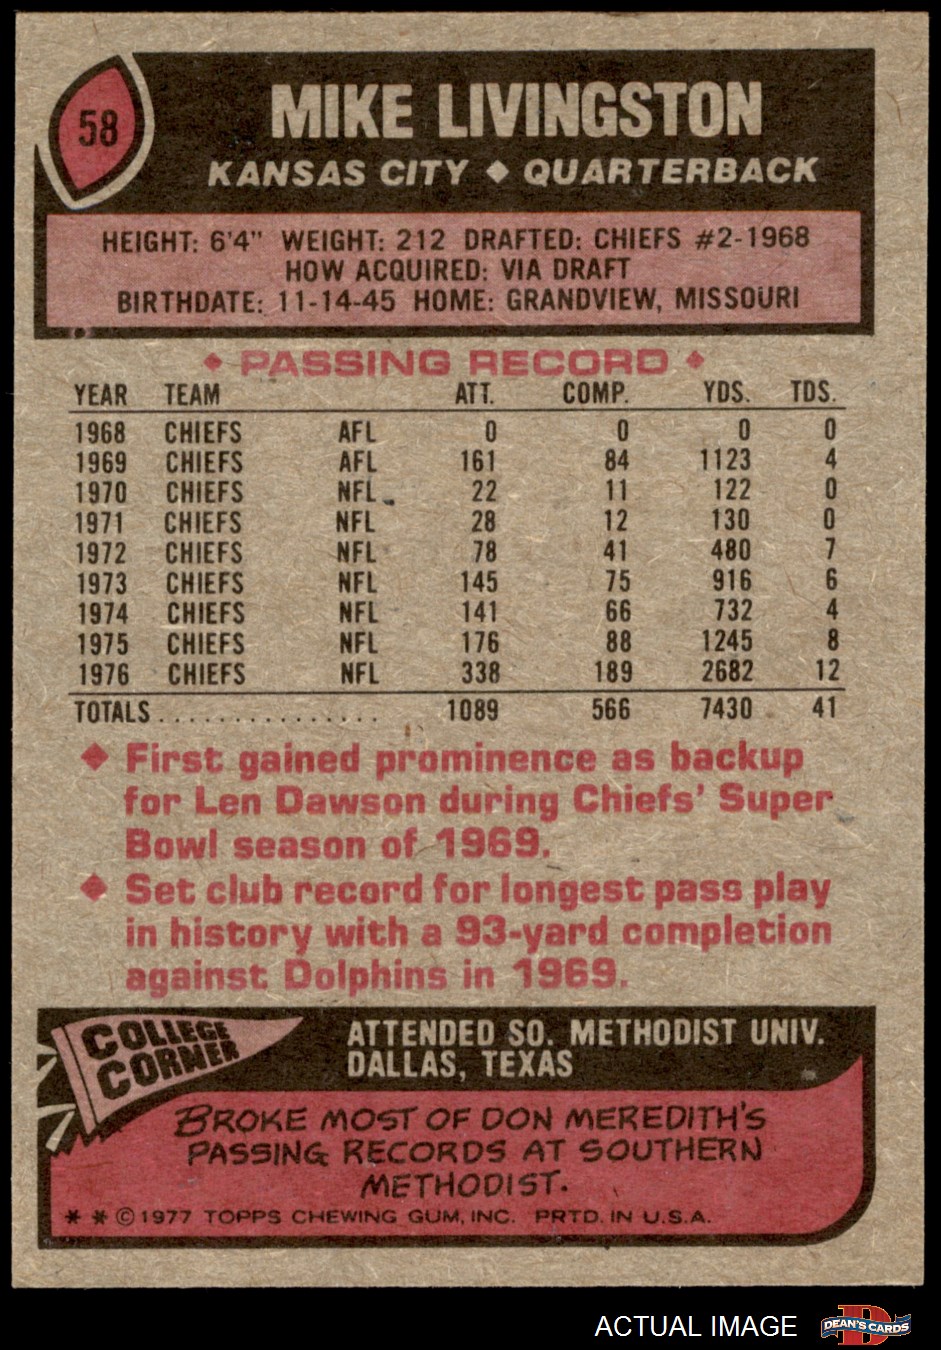 58
MIKE LIVINGSTON
KANSAS CITY ◆ QUARTERBACK
HEIGHT: 6'4" WEIGHT: 212 DRAFTED: CHIEFS #2-1968
HOW ACQUIRED: VIA DRAFT
BIRTHDATE: 11-14-45 HOME: GRANDVIEW, MISSOURI
◆ PASSING RECORD ◆
YEAR TEAM ATT. COMP. YDS. TDS.
1968 CHIEFS AFL 0 0 0 0
1969 CHIEFS AFL 161 84 1123 4
1970 CHIEFS NFL 22 11 122 0
1971 CHIEFS NFL 28 12 130 0
1972 CHIEFS NFL 78 41 480 7
1973 CHIEFS NFL 145 75 916 6
1974 CHIEFS NFL 141 66 732 4
1975 CHIEFS NFL 176 88 1245 8
1976 CHIEFS NFL 338 189 2682 12
TOTALS................ 1089 566 7430 41
◆ First gained prominence as backup
for Len Dawson during Chiefs' Super
Bowl season of 1969.
◆ Set club record for longest pass play
in history with a 93-yard completion
against Dolphins in 1969.
COLLEGE
CORNER
ATTENDED SO. METHODIST UNIV.
DALLAS, TEXAS
BROKE MOST OF DON MEREDITH'S
PASSING RECORDS AT SOUTHERN
METHODIST.
* * © 1977 TOPPS CHEWING GUM, INC. PRTD. IN U.S.A.
ACTUAL IMAGE
D
DEAN'S CARDS